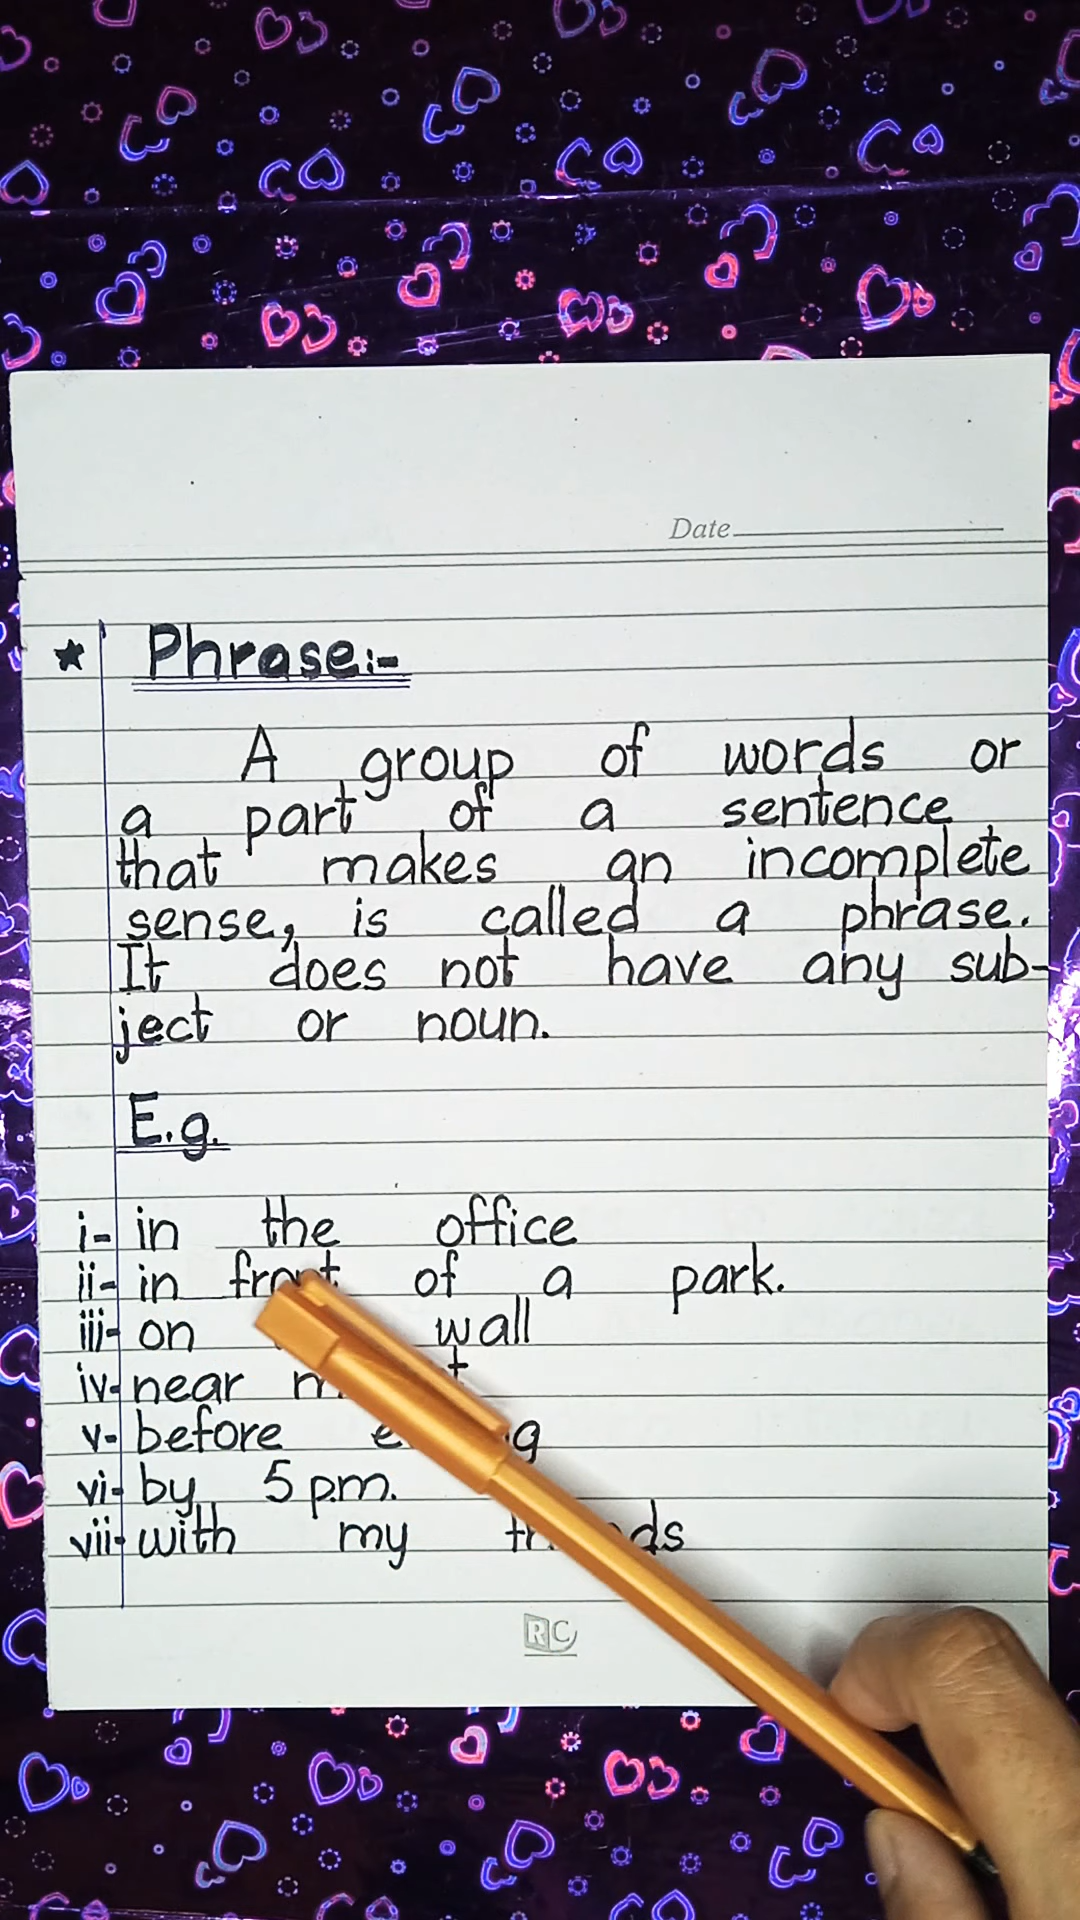 Date
★ Phrase:-
A group of words or
a part of a sentence
that makes an incomplete
sense, is called a phrase.
It does not have any sub-
ject or noun.
E.g.
i- in the office
ii- in front of a park.
iii- on wall
iv- near
v- before
vi- by 5 p.m.
vii- with my friends
RC